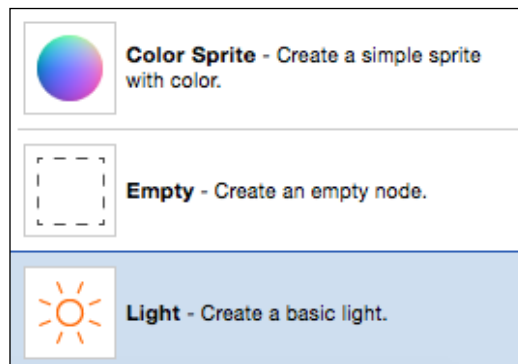 Color Sprite - Create a simple sprite
with color.
Empty - Create an empty node.
Light - Create a basic light.